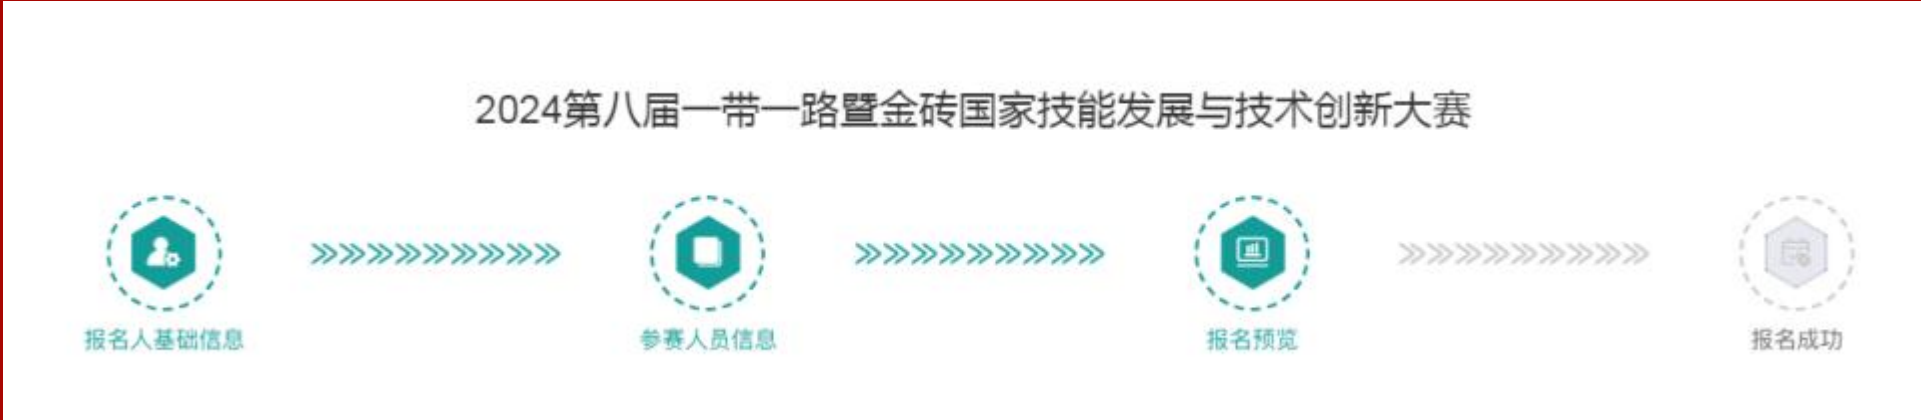 2024第八届一带一路暨金砖国家技能发展与技术创新大赛
报名人基础信息
参赛人员信息
报名预览
报名成功